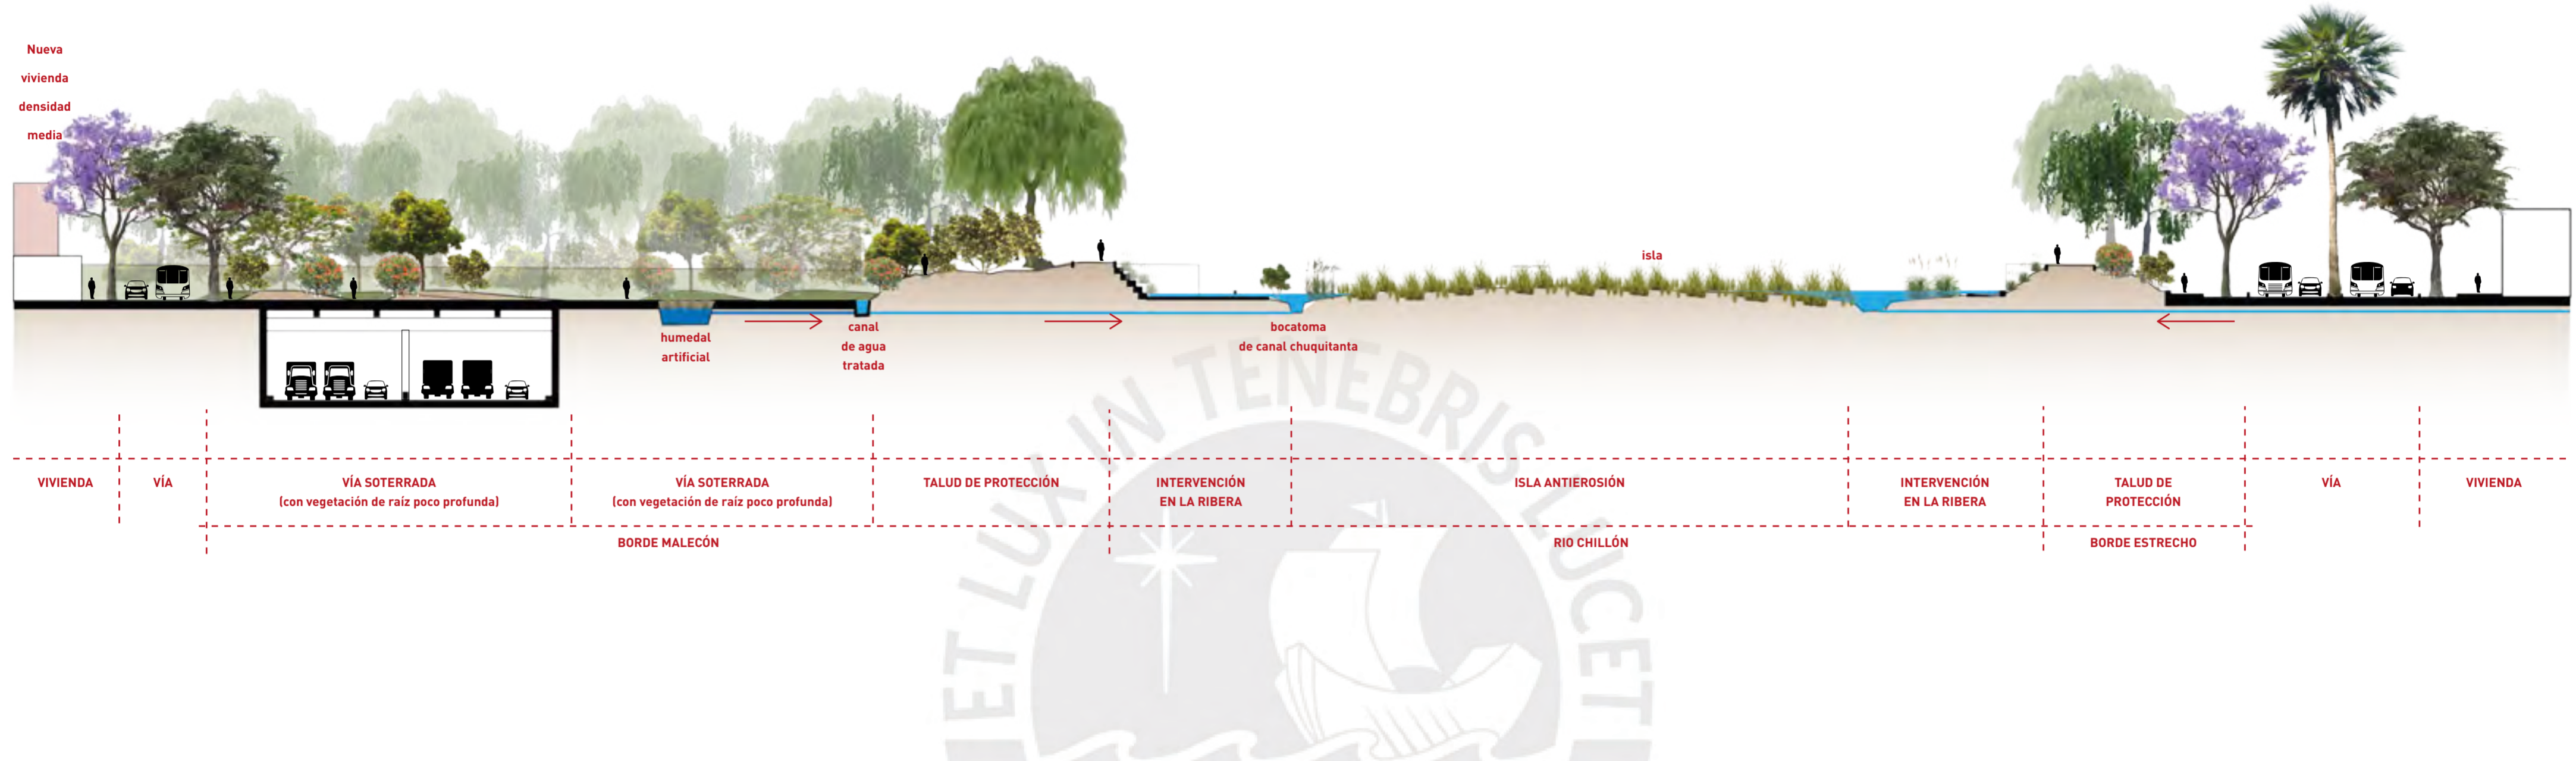 Nueva
vivienda
densidad
media
isla
humedal
artificial
canal
de agua
tratada
bocatoma
de canal chuquitanta
VIVIENDA
VÍA
VÍA SOTERRADA
(con vegetación de raíz poco profunda)
VÍA SOTERRADA
(con vegetación de raíz poco profunda)
TALUD DE PROTECCIÓN
INTERVENCIÓN
EN LA RIBERA
ISLA ANTIEROSIÓN
INTERVENCIÓN
EN LA RIBERA
TALUD DE
PROTECCIÓN
VÍA
VIVIENDA
BORDE MALECÓN
RIO CHILLÓN
BORDE ESTRECHO
ET LUX IN TENEBRIS LUCET